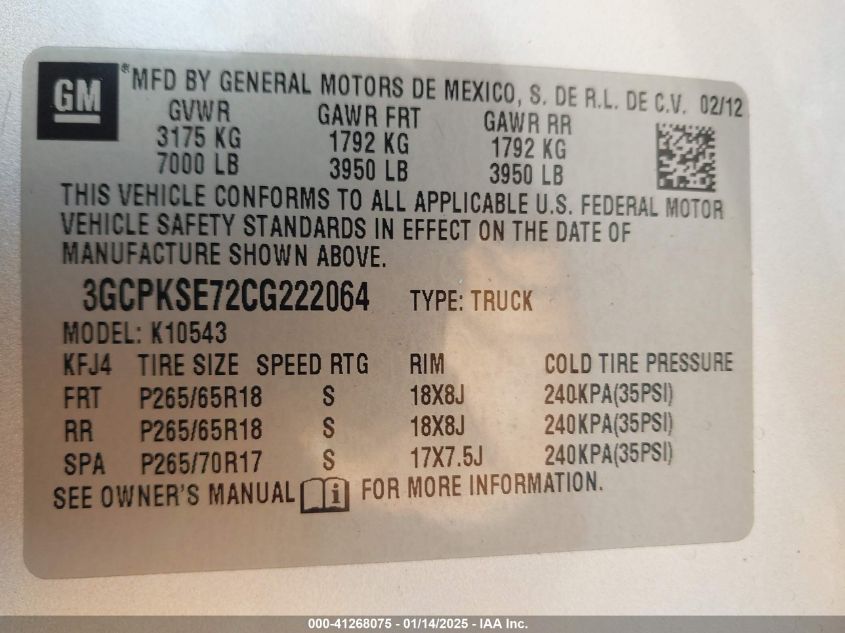 GM
*MFD BY GENERAL MOTORS DE MEXICO, S. DE R.L. DE C.V. 02/12
GVWR GAWR FRT GAWR RR
3175 KG 1792 KG 1792 KG
7000 LB 3950 LB 3950 LB
THIS VEHICLE CONFORMS TO ALL APPLICABLE U.S. FEDERAL MOTOR
VEHICLE SAFETY STANDARDS IN EFFECT ON THE DATE OF
MANUFACTURE SHOWN ABOVE.
3GCPKSE72CG222064 TYPE: TRUCK
MODEL: K10543
KFJ4 TIRE SIZE SPEED RTG RIM COLD TIRE PRESSURE
FRT P265/65R18 S 18X8J 240KPA(35PSI)
RR P265/65R18 S 18X8J 240KPA(35PSI)
SPA P265/70R17 S 17X7.5J 240KPA(35PSI)
SEE OWNER'S MANUAL i FOR MORE INFORMATION.
000-41268075 — 01/14/2025 — IAA Inc.